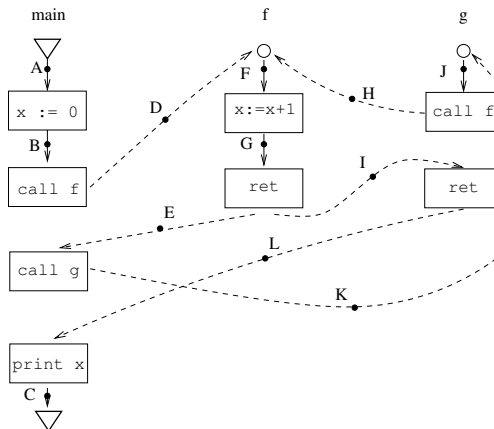 main f g
A
F
J
D
H
x := 0
x:=x+1
call f
B
G
I
call f
ret
ret
E
L
call g
K
print x
C